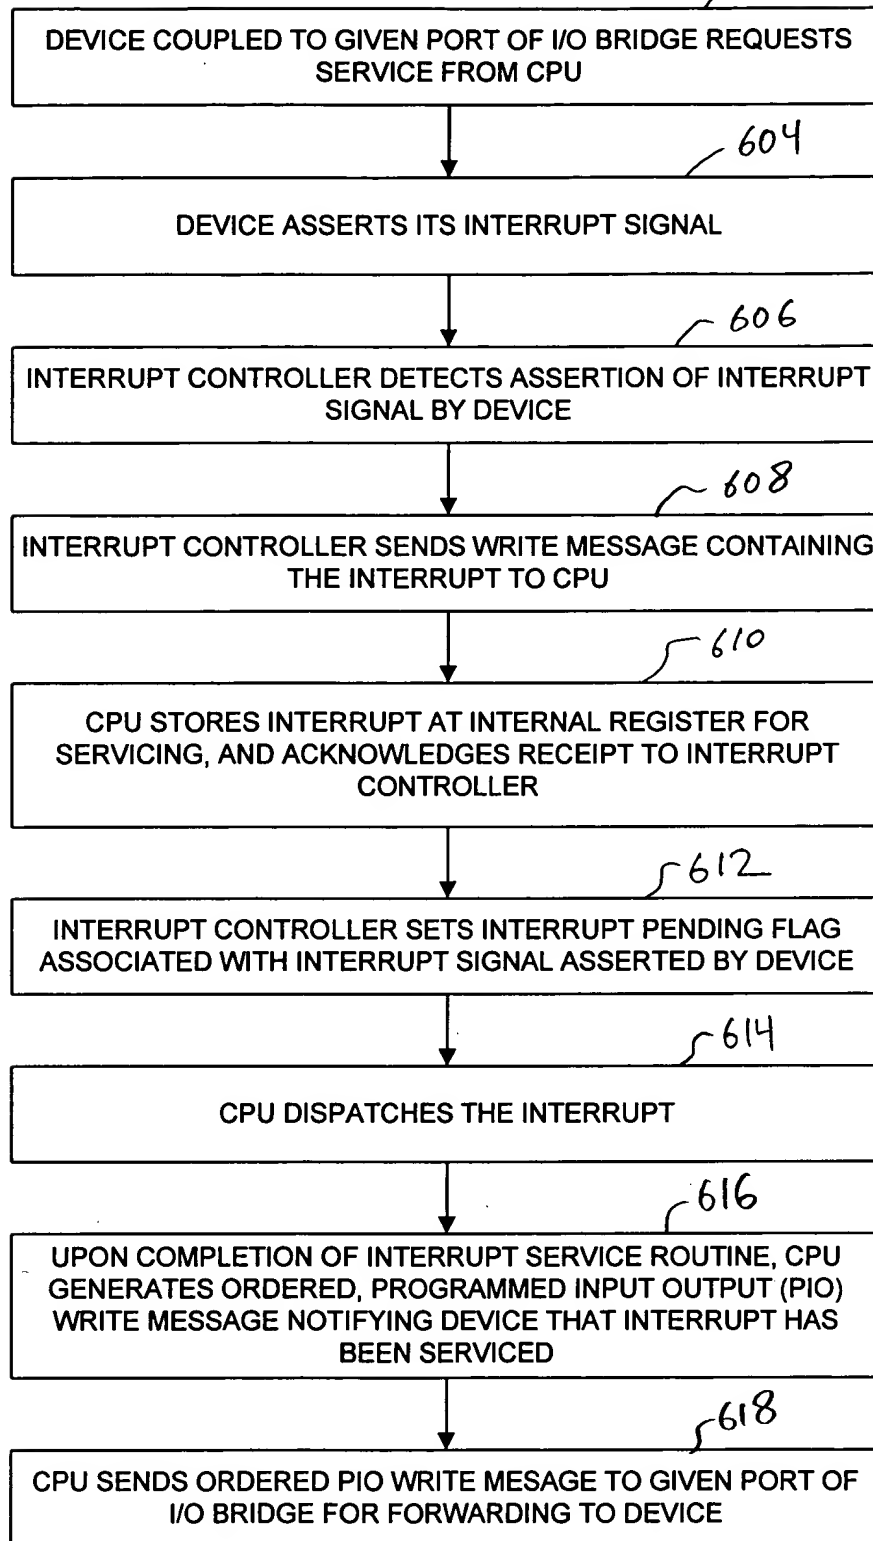 DEVICE COUPLED TO GIVEN PORT OF I/O BRIDGE REQUESTS
SERVICE FROM CPU
604
DEVICE ASSERTS ITS INTERRUPT SIGNAL
606
INTERRUPT CONTROLLER DETECTS ASSERTION OF INTERRUPT
SIGNAL BY DEVICE
608
INTERRUPT CONTROLLER SENDS WRITE MESSAGE CONTAINING
THE INTERRUPT TO CPU
610
CPU STORES INTERRUPT AT INTERNAL REGISTER FOR
SERVICING, AND ACKNOWLEDGES RECEIPT TO INTERRUPT
CONTROLLER
612
INTERRUPT CONTROLLER SETS INTERRUPT PENDING FLAG
ASSOCIATED WITH INTERRUPT SIGNAL ASSERTED BY DEVICE
614
CPU DISPATCHES THE INTERRUPT
616
UPON COMPLETION OF INTERRUPT SERVICE ROUTINE, CPU
GENERATES ORDERED, PROGRAMMED INPUT OUTPUT (PIO)
WRITE MESSAGE NOTIFYING DEVICE THAT INTERRUPT HAS
BEEN SERVICED
618
CPU SENDS ORDERED PIO WRITE MESAGE TO GIVEN PORT OF
I/O BRIDGE FOR FORWARDING TO DEVICE